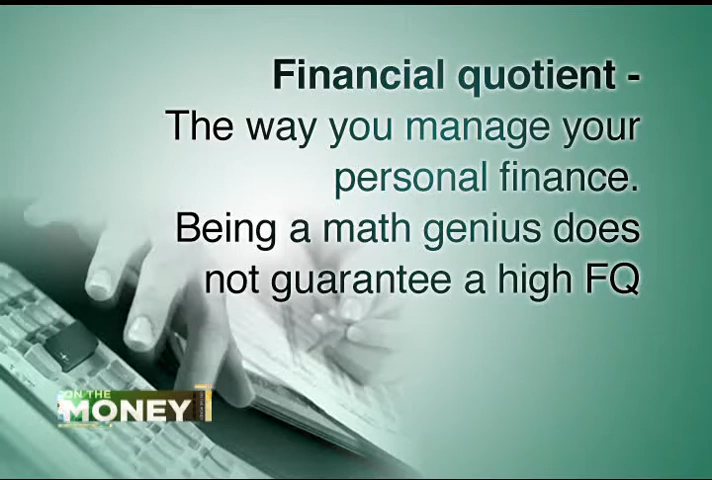 Financial quotient -
The way you manage your
personal finance.
Being a math genius does
not guarantee a high FQ
ON THE
MONEY